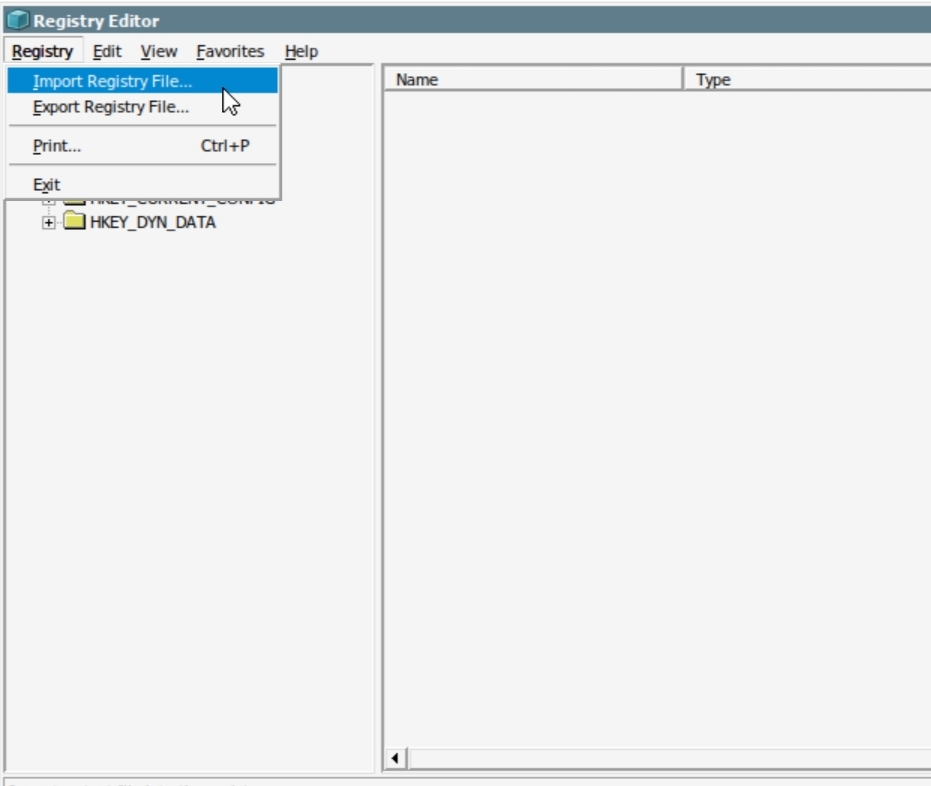 Registry Editor
Registry Edit View Favorites Help
Import Registry File...
Export Registry File...
Print... Ctrl+P
Exit
HKEY_CURRENT_CONFIG
HKEY_DYN_DATA
Name Type